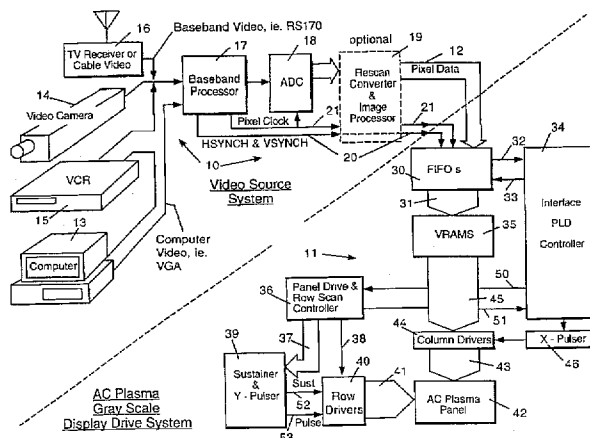 16
TV Receiver or
Cable Video
Baseband Video, ie. RS170
17
Baseband
Processor
18
ADC
optional
19
Rescan
Converter
&
Image
Processor
12
Pixel Data
14
Video Camera
Pixel Clock
21
21
HSYNCH & VSYNCH
20
10
Video Source
System
VCR
15
13
Computer
Computer
Video, ie.
VGA
FIFO s
30
31
32
33
34
Interface
PLD
Controller
VRAMS
35
11
36
Panel Drive &
Row Scan
Controller
50
45
51
37
38
44
Column Drivers
X - Pulser
46
39
Sustainer
&
Y - Pulser
Sust
52
Pulse
53
40
Row
Drivers
41
43
AC Plasma
Panel
42
AC Plasma
Gray Scale
Display Drive System